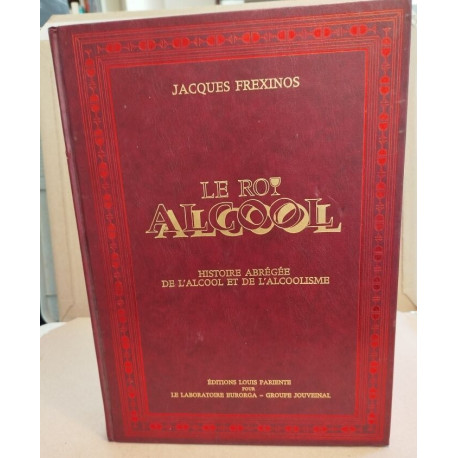 JACQUES FREXINOS
LE ROI
ALCOOL
HISTOIRE ABRÉGÉE
DE L'ALCOOL ET DE L'ALCOOLISME
ÉDITIONS LOUIS PARIENTE
POUR
LE LABORATOIRE EURORGA - GROUPE JOUVEINAL